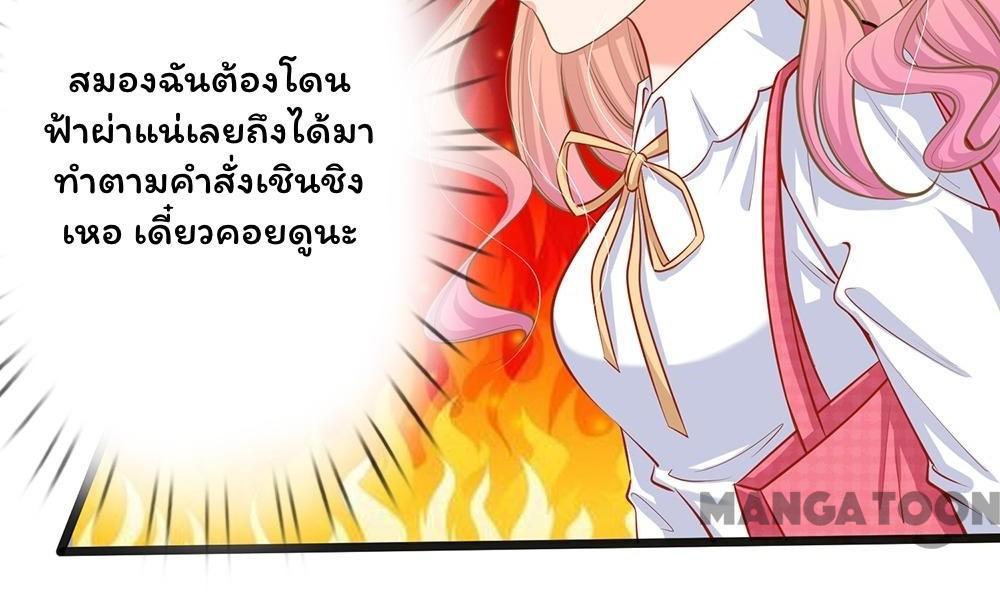 สมองฉันต้องโดน
ฟ้าผ่าแน่เลยถึงได้มา
ทำตามคำสั่งเชินชิง
เหอ เดี๋ยวคอยดูนะ
MANGATOON